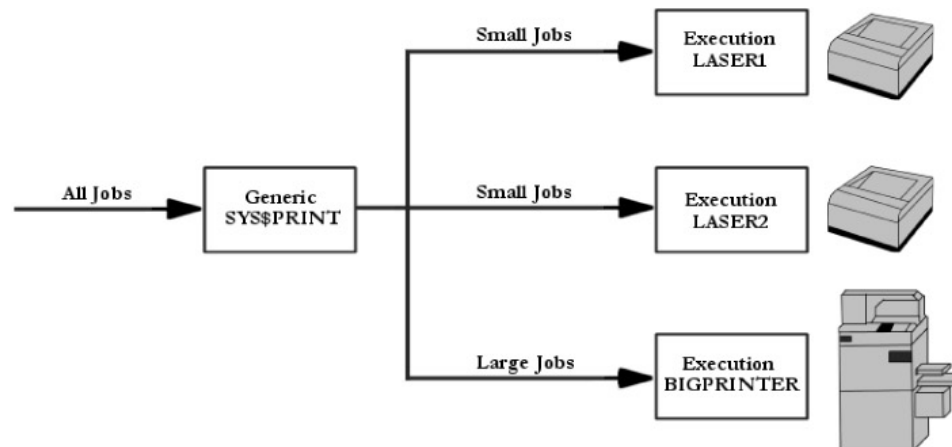 Small Jobs
Execution
LASER1
All Jobs
Generic
SYS$PRINT
Small Jobs
Execution
LASER2
Large Jobs
Execution
BIGPRINTER